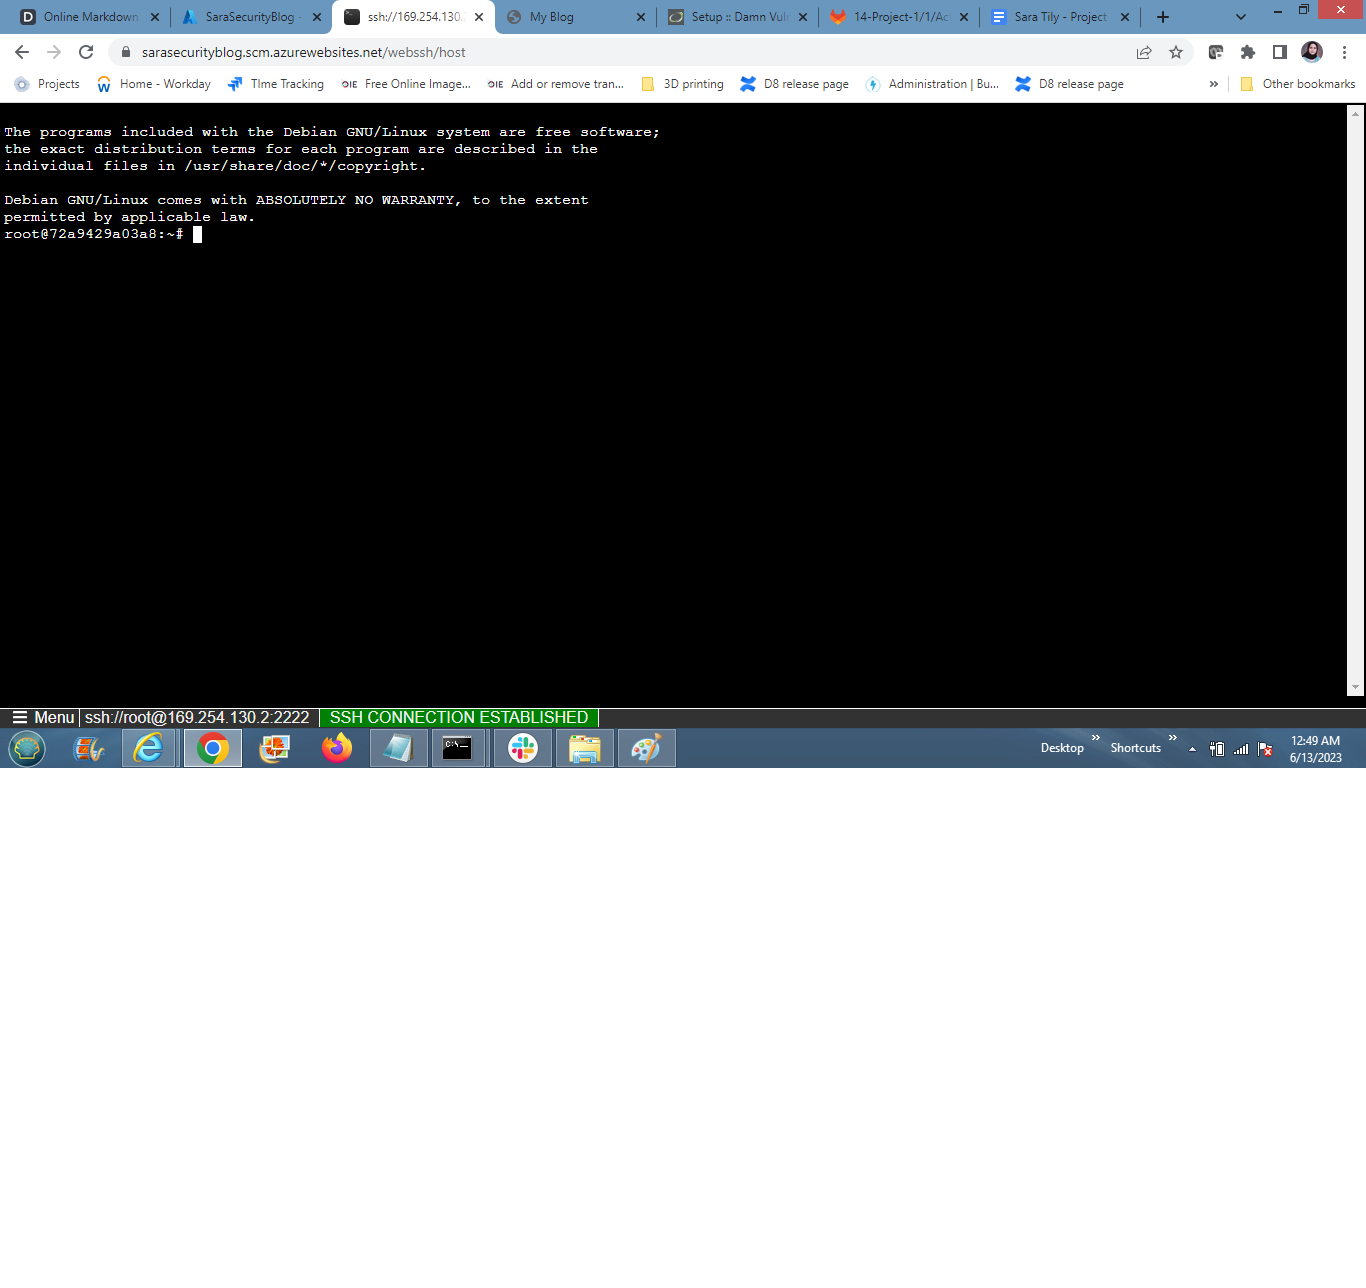 Online Markdown
SaraSecurityBlog -
ssh://169.254.130.2
My Blog
Setup :: Damn Vuln
14-Project-1/1/Ac
Sara Tily - Project
sarasecurityblog.scm.azurewebsites.net/webssh/host
Projects
Home - Workday
TIme Tracking
Free Online Image...
Add or remove tran...
3D printing
D8 release page
Administration | Bu...
D8 release page
»
Other bookmarks
The programs included with the Debian GNU/Linux system are free software;
the exact distribution terms for each program are described in the
individual files in /usr/share/doc/*/copyright.
Debian GNU/Linux comes with ABSOLUTELY NO WARRANTY, to the extent
permitted by applicable law.
root@72a9429a03a8:~#
Menu
ssh://root@169.254.130.2:2222
SSH CONNECTION ESTABLISHED
Desktop »
Shortcuts »
12:49 AM
6/13/2023